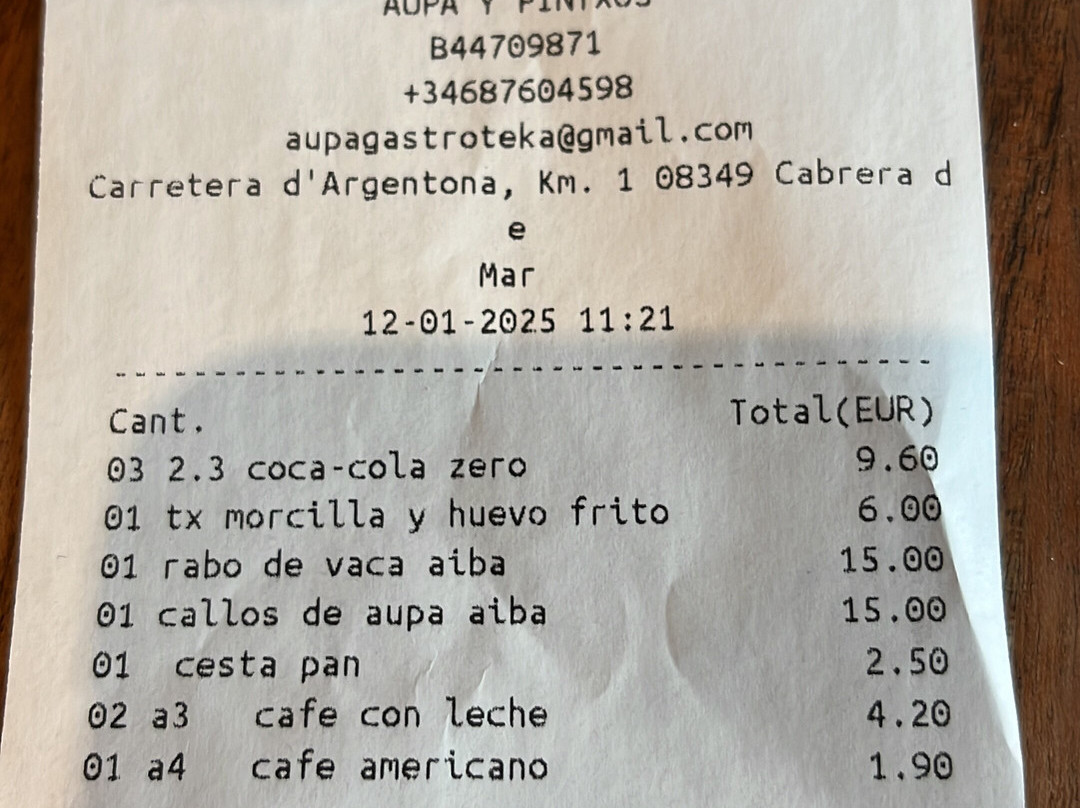 AUPA Y PINTXOS
B44709871
+34687604598
aupagastroteka@gmail.com
Carretera d'Argentona, Km. 1 08349 Cabrera d
e
Mar
12-01-2025 11:21
----------------------------------------
Cant. Total(EUR)
03 2.3 coca-cola zero 9.60
01 tx morcilla y huevo frito 6.00
01 rabo de vaca aiba 15.00
01 callos de aupa aiba 15.00
01 cesta pan 2.50
02 a3 cafe con leche 4.20
01 a4 cafe americano 1.90